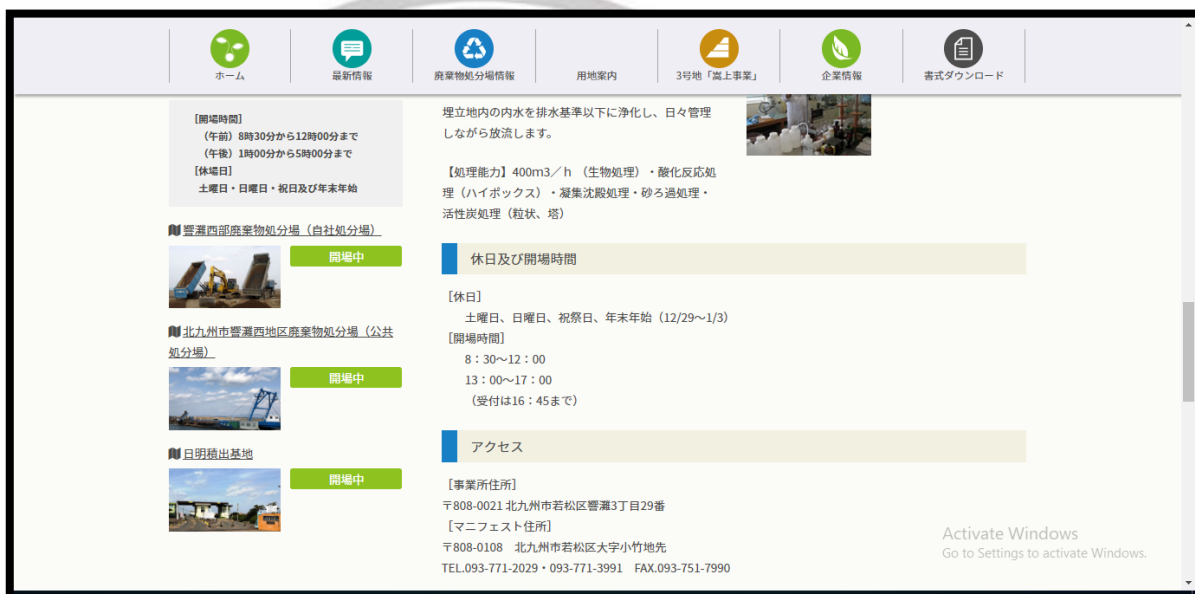 ホーム
最新情報
廃棄物処分場情報
用地案内
3号地「嵩上事業」
企業情報
書式ダウンロード
[開場時間]
（午前）8時30分から12時00分まで
（午後）1時00分から5時00分まで
[休場日]
土曜日・日曜日・祝日及び年末年始
響灘西部廃棄物処分場（自社処分場）
開場中
北九州市響灘西地区廃棄物処分場（公共
処分場）
開場中
日明積出基地
開場中
埋立地内の内水を排水基準以下に浄化し、日々管理
しながら放流します。
【処理能力】400m3／h （生物処理）・酸化反応処
理（ハイボックス）・凝集沈殿処理・砂ろ過処理・
活性炭処理（粒状、塔）
休日及び開場時間
［休日］
土曜日、日曜日、祝祭日、年末年始（12/29～1/3）
［開場時間］
8：30～12：00
13：00～17：00
（受付は16：45まで）
アクセス
［事業所住所］
〒808-0021 北九州市若松区響灘3丁目29番
［マニフェスト住所］
〒808-0108　北九州市若松区大字小竹地先
TEL.093-771-2029・093-771-3991　FAX.093-751-7990
Activate Windows
Go to Settings to activate Windows.